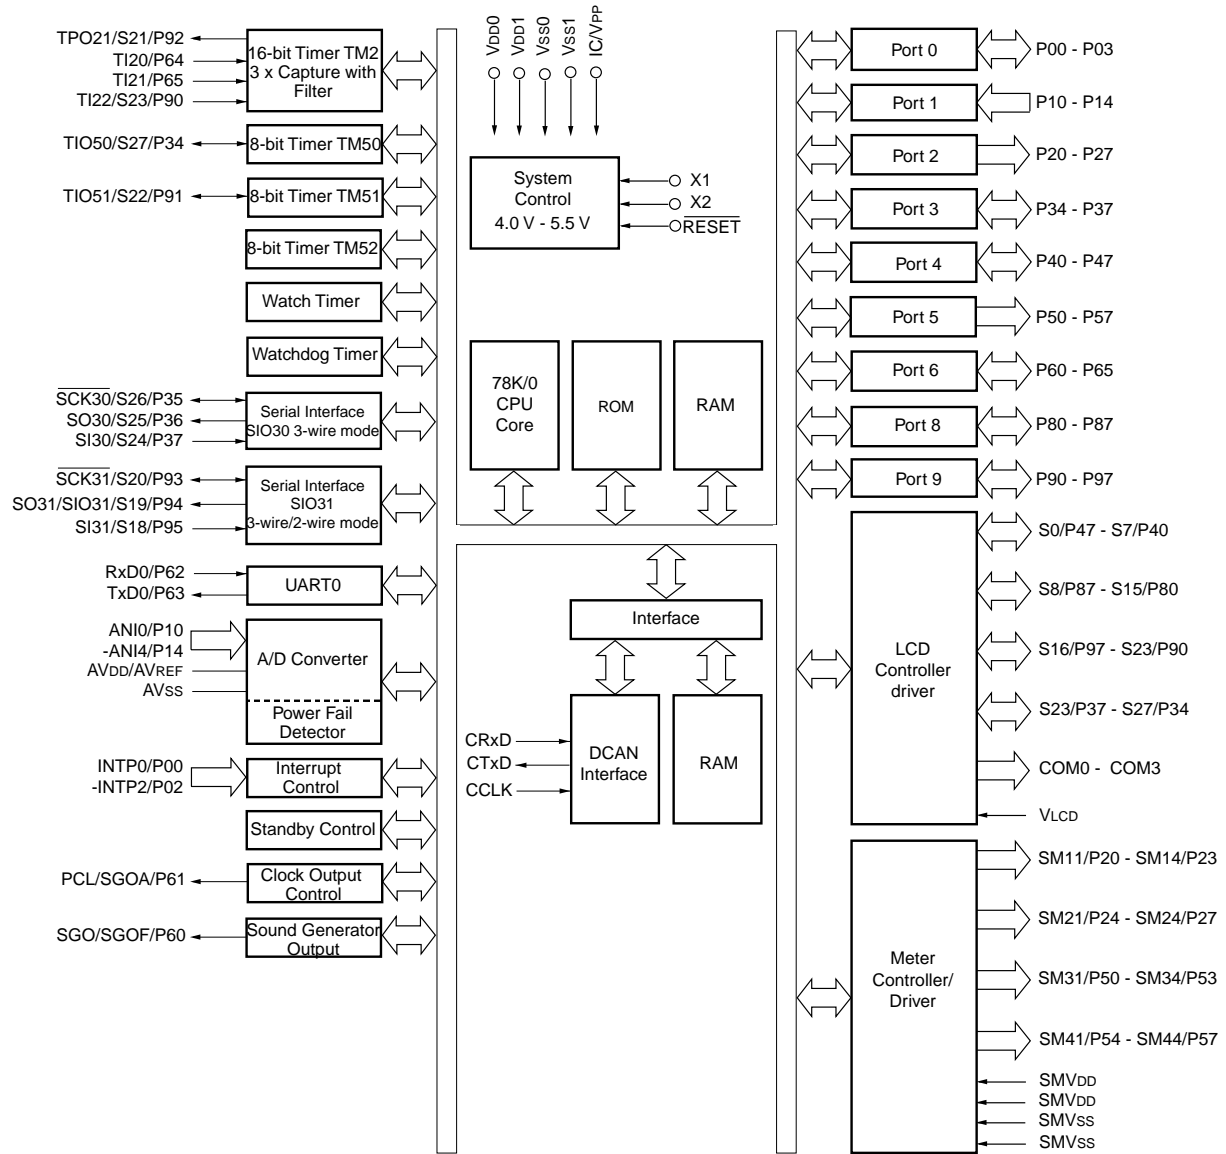 TPO21/S21/P92
TI20/P64
TI21/P65
TI22/S23/P90
16-bit Timer TM2
3 x Capture with
Filter
TIO50/S27/P34
8-bit Timer TM50
TIO51/S22/P91
8-bit Timer TM51
8-bit Timer TM52
Watch Timer
Watchdog Timer
SCK30/S26/P35
SO30/S25/P36
SI30/S24/P37
Serial Interface
SIO30 3-wire mode
SCK31/S20/P93
SO31/SIO31/S19/P94
SI31/S18/P95
Serial Interface
SIO31
3-wire/2-wire mode
RxD0/P62
TxD0/P63
UART0
ANI0/P10
-ANI4/P14
AVDD/AVREF
AVSS
A/D Converter
Power Fail
Detector
INTP0/P00
-INTP2/P02
Interrupt
Control
Standby Control
PCL/SGOA/P61
Clock Output
Control
SGO/SGOF/P60
Sound Generator
Output
VDD0
VDD1
VSS0
VSS1
IC/VPP
System
Control
4.0 V - 5.5 V
X1
X2
RESET
78K/0
CPU
Core
ROM
RAM
Interface
CRxD
CTxD
CCLK
DCAN
Interface
RAM
Port 0
P00 - P03
Port 1
P10 - P14
Port 2
P20 - P27
Port 3
P34 - P37
Port 4
P40 - P47
Port 5
P50 - P57
Port 6
P60 - P65
Port 8
P80 - P87
Port 9
P90 - P97
LCD
Controller
driver
S0/P47 - S7/P40
S8/P87 - S15/P80
S16/P97 - S23/P90
S23/P37 - S27/P34
COM0 - COM3
VLCD
Meter
Controller/
Driver
SM11/P20 - SM14/P23
SM21/P24 - SM24/P27
SM31/P50 - SM34/P53
SM41/P54 - SM44/P57
SMVDD
SMVDD
SMVSS
SMVSS